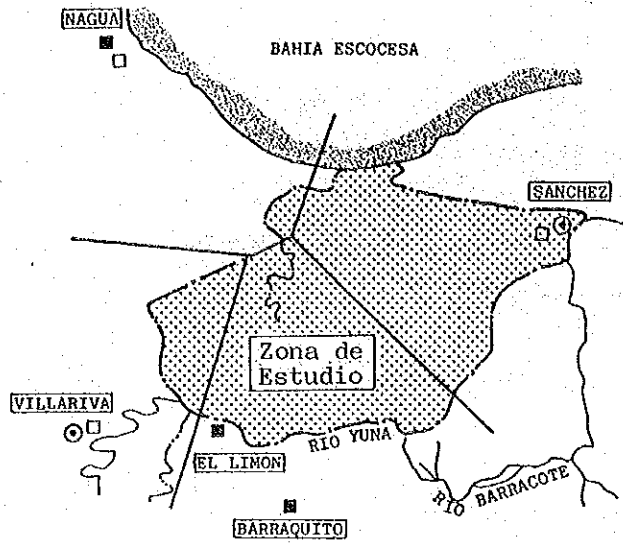 NAGUA
BAHIA ESCOCESA
SANCHEZ
Zona de
Estudio
VILLARIVA
EL LIMON
RIO YUNA
RIO BARRACOTE
BARRAQUITO